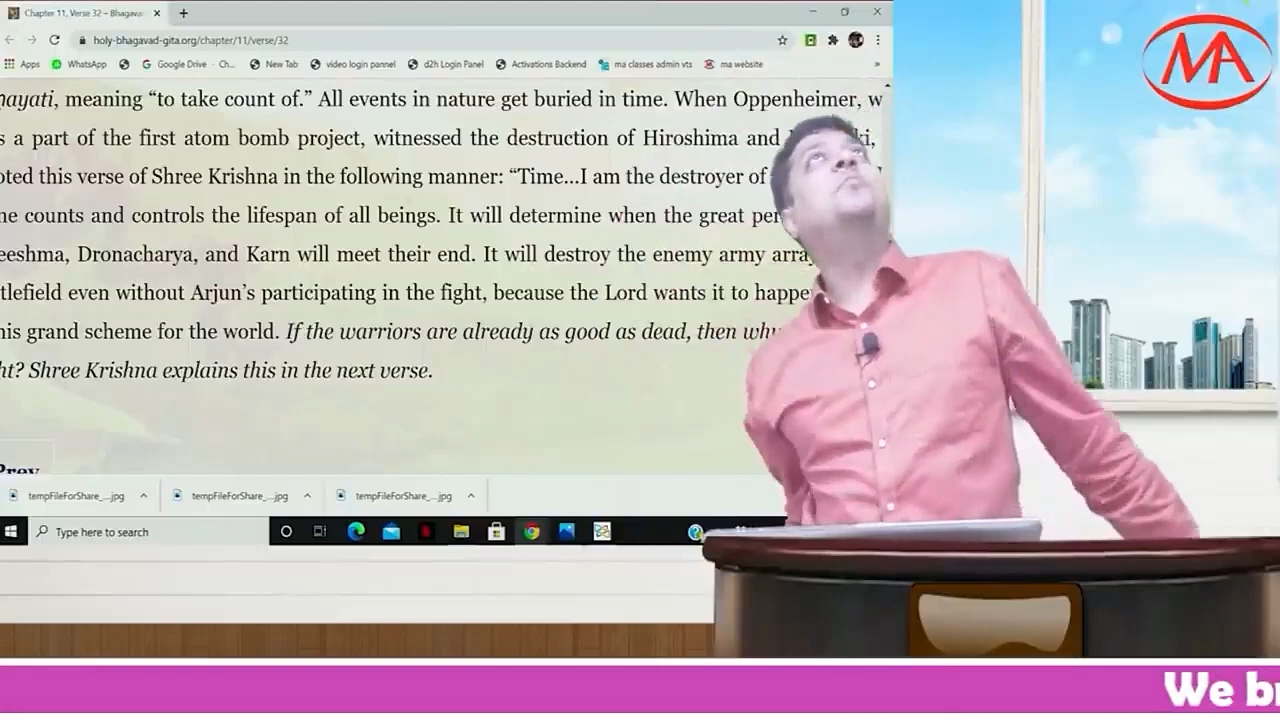 Chapter 11, Verse 32 – Bhagava
holy-bhagavad-gita.org/chapter/11/verse/32
Apps WhatsApp Google Drive - Ch... New Tab video login pannel d2h Login Panel Activations Backend ma classes admin vts ma website »
MA
ṇayati, meaning “to take count of.” All events in nature get buried in time. When Oppenheimer, w
s a part of the first atom bomb project, witnessed the destruction of Hiroshima and ki,
oted this verse of Shree Krishna in the following manner: “Time...I am the destroyer of
ne counts and controls the lifespan of all beings. It will determine when the great per
eeshma, Dronacharya, and Karn will meet their end. It will destroy the enemy army array
tlefield even without Arjun’s participating in the fight, because the Lord wants it to happe
his grand scheme for the world. If the warriors are already as good as dead, then why
ht? Shree Krishna explains this in the next verse.
Prev
tempFileForShare_...jpg tempFileForShare_...jpg tempFileForShare_...jpg
Type here to search
We br